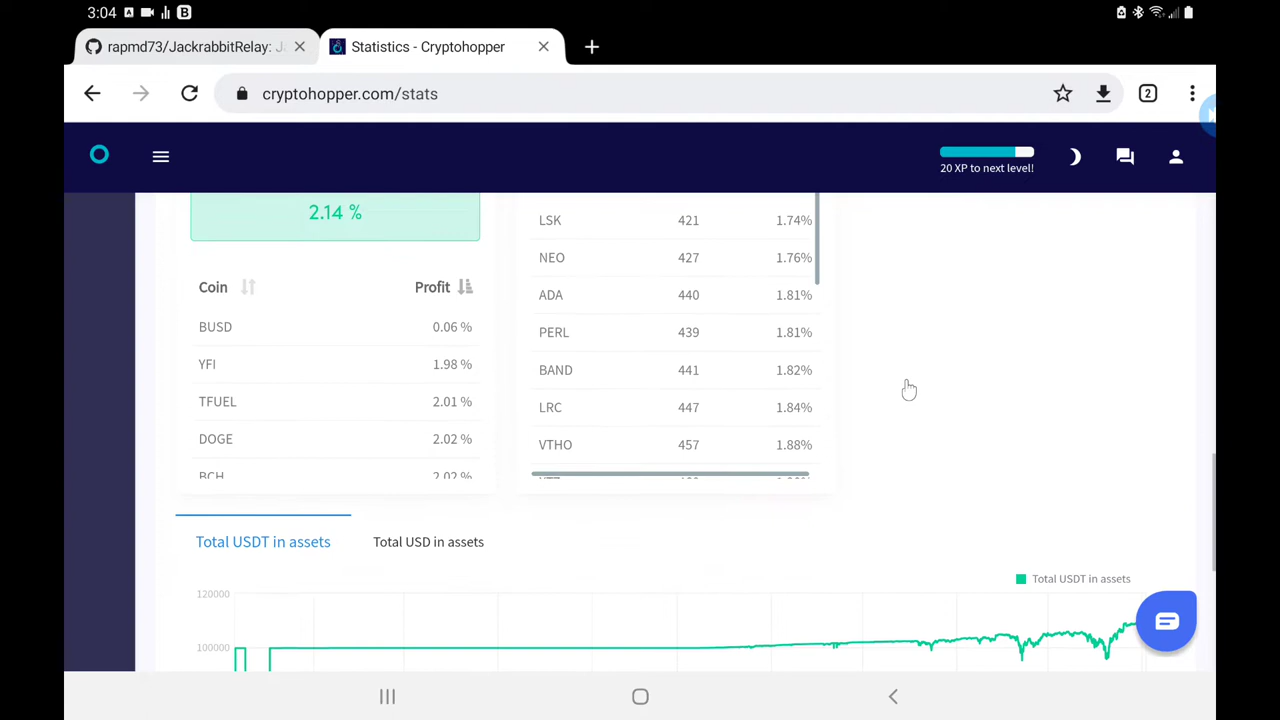 3:04
rapmd73/JackrabbitRelay: J
Statistics - Cryptohopper
cryptohopper.com/stats
2
20 XP to next level!
2.14 %
Coin Profit
BUSD 0.06 %
YFI 1.98 %
TFUEL 2.01 %
DOGE 2.02 %
BCH 2.02 %
LSK 421 1.74%
NEO 427 1.76%
ADA 440 1.81%
PERL 439 1.81%
BAND 441 1.82%
LRC 447 1.84%
VTHO 457 1.88%
Total USDT in assets Total USD in assets
Total USDT in assets
120000
100000